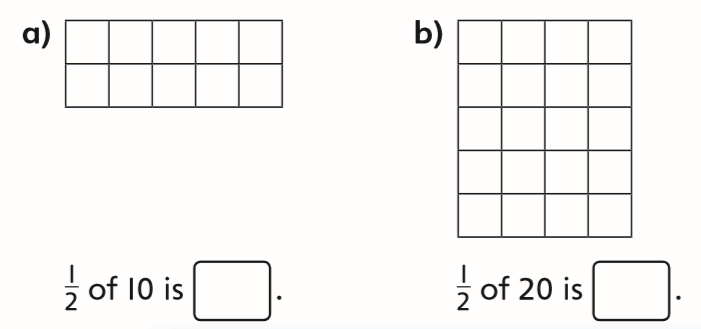 a)
b)
1/2 of 10 is .
1/2 of 20 is .